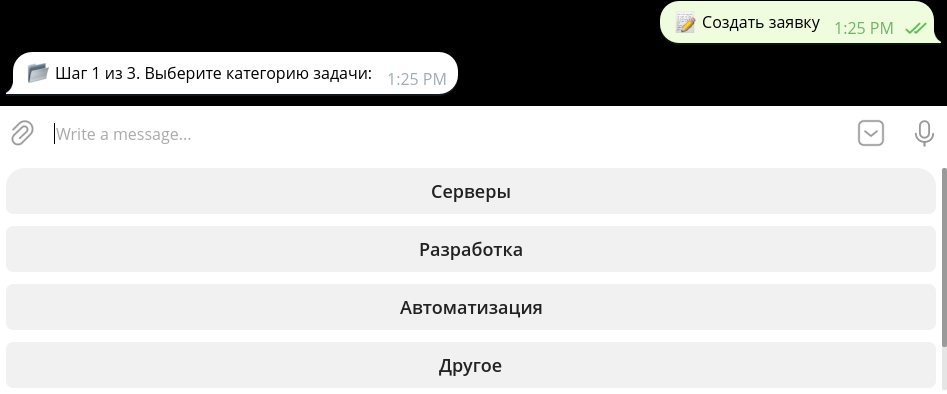 📝 Создать заявку 1:25 PM
📂 Шаг 1 из 3. Выберите категорию задачи: 1:25 PM
Write a message...
Серверы
Разработка
Автоматизация
Другое